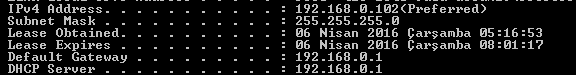 IPv4 Address. . . . . . . . . . . : 192.168.0.102(Preferred)
Subnet Mask . . . . . . . . . . . : 255.255.255.0
Lease Obtained. . . . . . . . . . : 06 Nisan 2016 Çarşamba 05:16:53
Lease Expires . . . . . . . . . . : 06 Nisan 2016 Çarşamba 08:01:17
Default Gateway . . . . . . . . . : 192.168.0.1
DHCP Server . . . . . . . . . . . : 192.168.0.1